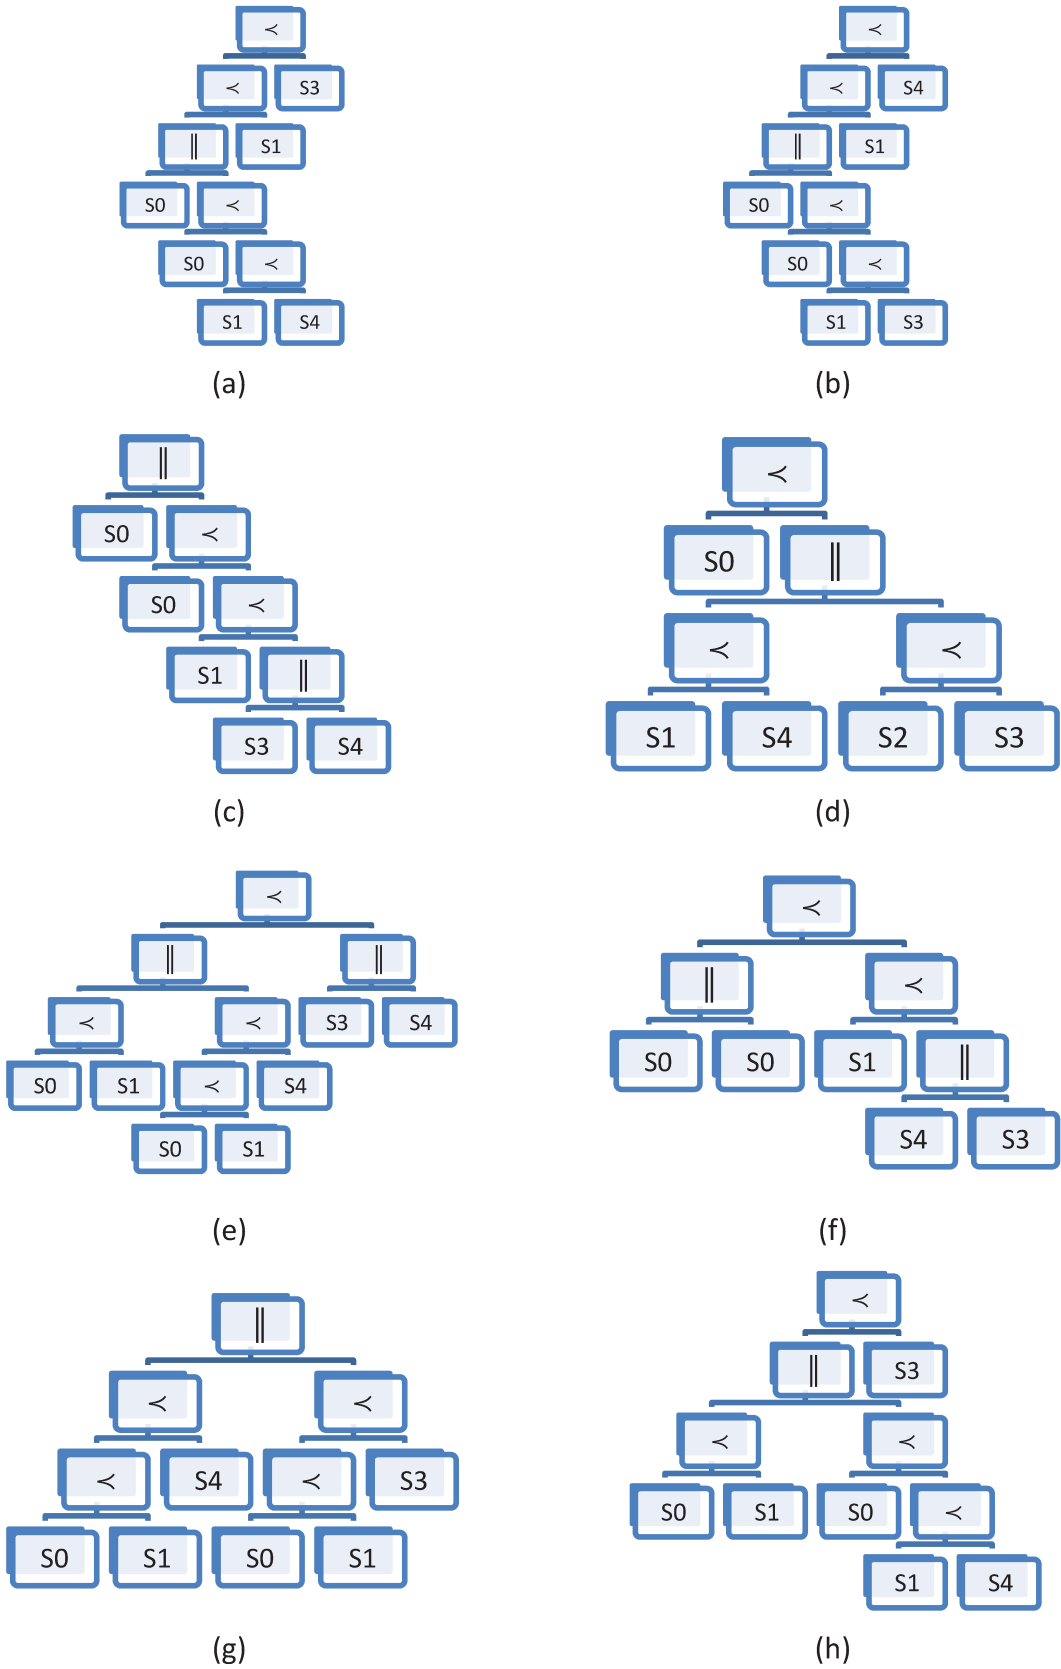 ≺ ≺
≺ S3 ≺ S4
∥ S1 ∥ S1
S0 ≺ S0 ≺
S0 ≺ S0 ≺
S1 S4 S1 S3
(a) (b)
∥ ≺
S0 ≺ S0 ∥
S0 ≺ ≺ ≺
S1 ∥ S1 S4 S2 S3
S3 S4
(c) (d)
≺ ≺
∥ ∥ ∥ ≺
≺ ≺ S3 S4 S0 S0 S1 ∥
S0 S1 ≺ S4 S4 S3
S0 S1
(e) (f)
∥ ≺
≺ ≺ ∥ S3
≺ S4 ≺ S3 ≺ ≺
S0 S1 S0 S1 S0 S1 S0 ≺
S1 S4
(g) (h)